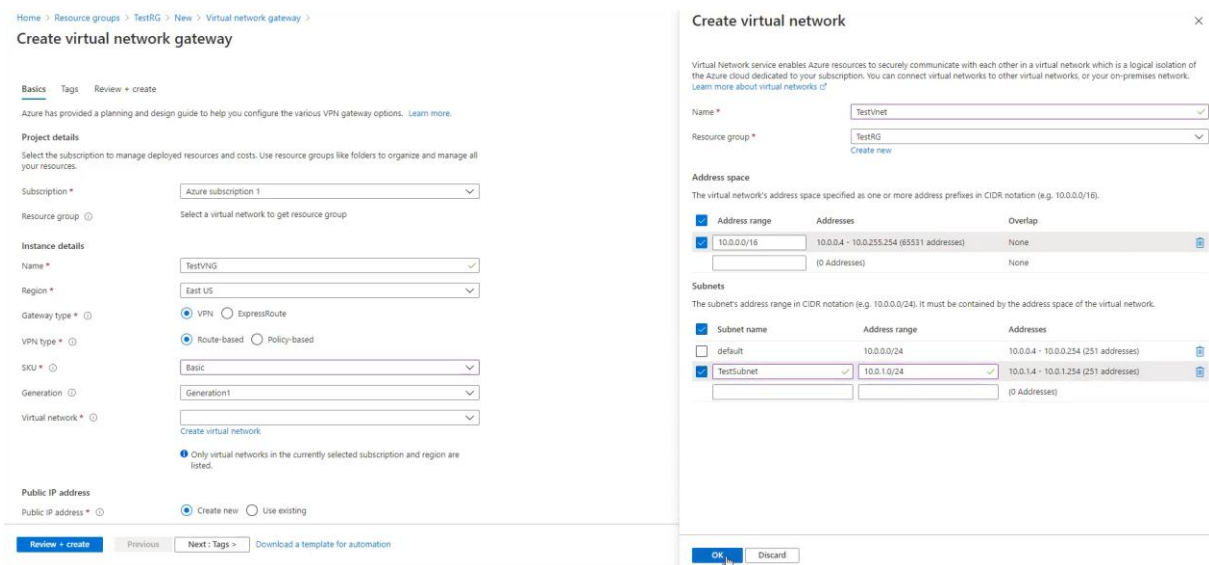 Home > Resource groups > TestRG > New > Virtual network gateway >
Create virtual network gateway
Basics Tags Review + create
Azure has provided a planning and design guide to help you configure the various VPN gateway options. Learn more.
Project details
Select the subscription to manage deployed resources and costs. Use resource groups like folders to organize and manage all
your resources.
Subscription * Azure subscription 1
Resource group Select a virtual network to get resource group
Instance details
Name * TestVNG
Region * East US
Gateway type * VPN ExpressRoute
VPN type * Route-based Policy-based
SKU * Basic
Generation Generation1
Virtual network *
Create virtual network
Only virtual networks in the currently selected subscription and region are
listed.
Public IP address
Public IP address * Create new Use existing
Review + create Previous Next : Tags > Download a template for automation
Create virtual network
Virtual Network service enables Azure resources to securely communicate with each other in a virtual network which is a logical isolation of
the Azure cloud dedicated to your subscription. You can connect virtual networks to other virtual networks, or your on-premises network.
Learn more about virtual networks
Name * TestVnet
Resource group * TestRG
Create new
Address space
The virtual network's address space specified as one or more address prefixes in CIDR notation (e.g. 10.0.0.0/16).
Address range Addresses Overlap
10.0.0.0/16 10.0.0.4 - 10.0.255.254 (65531 addresses) None
(0 Addresses) None
Subnets
The subnet's address range in CIDR notation (e.g. 10.0.0.0/24). It must be contained by the address space of the virtual network.
Subnet name Address range Addresses
default 10.0.0.0/24 10.0.0.4 - 10.0.0.254 (251 addresses)
TestSubnet 10.0.1.0/24 10.0.1.4 - 10.0.1.254 (251 addresses)
(0 Addresses)
OK Discard